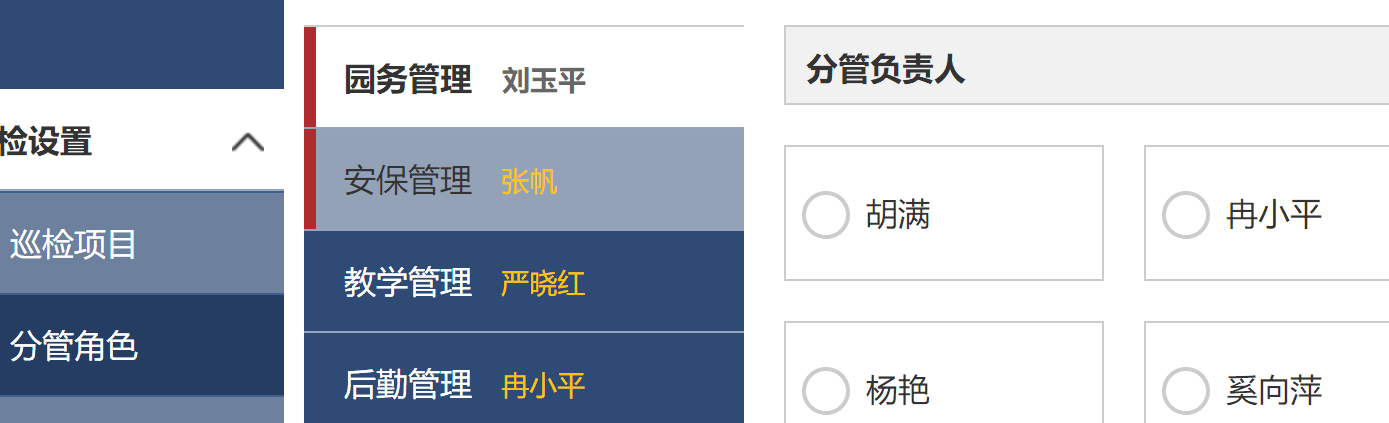 检设置
巡检项目
分管角色
园务管理 刘玉平
安保管理 张帆
教学管理 严晓红
后勤管理 冉小平
分管负责人
胡满
冉小平
杨艳
奚向萍